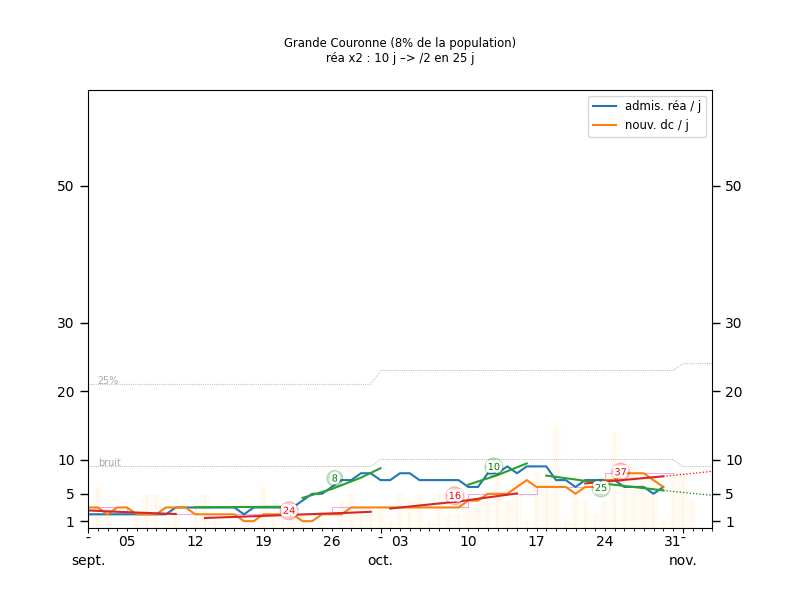 Grande Couronne (8% de la population)
réa x2 : 10 j –> /2 en 25 j
admis. réa / j
nouv. dc / j
50 50
30 30
25%
20 20
bruit
10 10
5 5
1 1
8
10
16
24
37
25
- 05 12 19 26 - 03 10 17 24 31 -
sept. oct. nov.